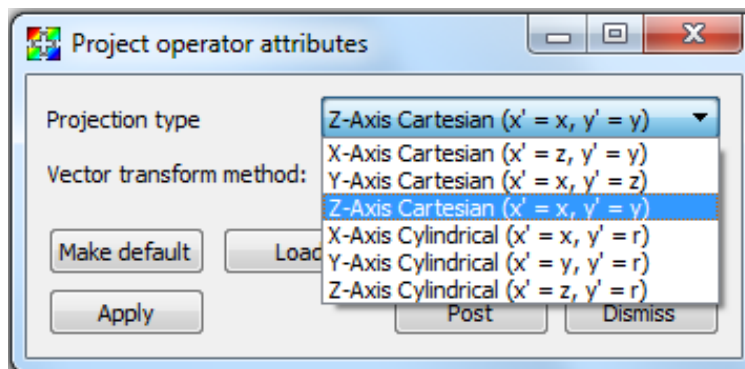 Project operator attributes
Projection type
Z-Axis Cartesian (x' = x, y' = y)
X-Axis Cartesian (x' = z, y' = y)
Vector transform method:
Y-Axis Cartesian (x' = x, y' = z)
Z-Axis Cartesian (x' = x, y' = y)
X-Axis Cylindrical (x' = x, y' = r)
Make default
Load
Y-Axis Cylindrical (x' = y, y' = r)
Z-Axis Cylindrical (x' = z, y' = r)
Apply
Post
Dismiss